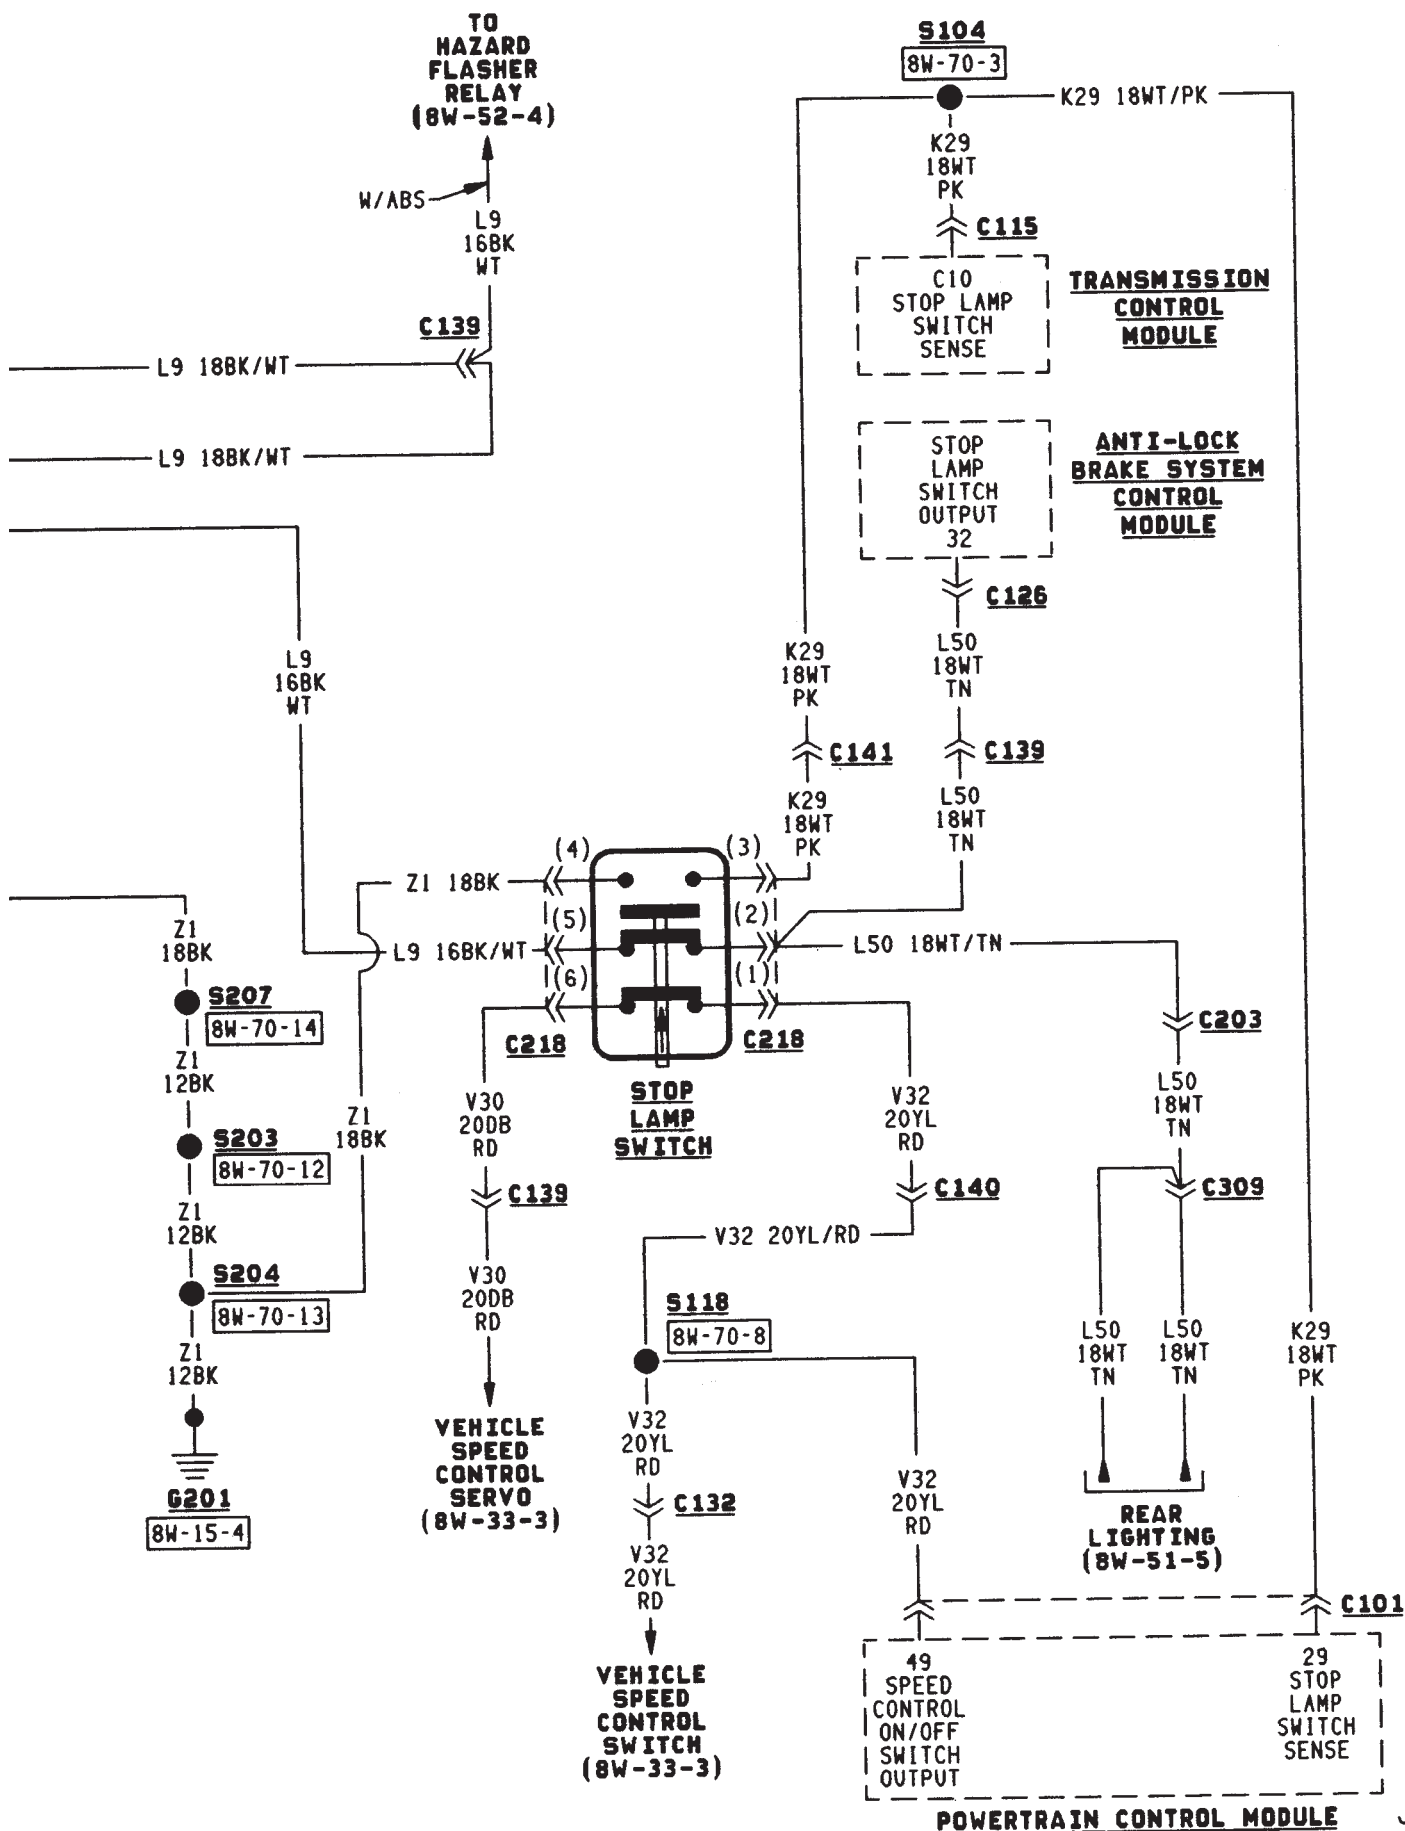 TO
HAZARD
FLASHER
RELAY
(8W-52-4)
W/ABS
L9
16BK
WT
C139
L9 18BK/WT
L9 18BK/WT
S104
8W-70-3
K29 18WT/PK
K29
18WT
PK
C115
C10
STOP LAMP
SWITCH
SENSE
TRANSMISSION
CONTROL
MODULE
STOP
LAMP
SWITCH
OUTPUT
32
ANTI-LOCK
BRAKE SYSTEM
CONTROL
MODULE
C126
L50
18WT
TN
L9
16BK
WT
K29
18WT
PK
C141
C139
K29
18WT
PK
L50
18WT
TN
(4)
(3)
Z1 18BK
(5)
(2)
L9 16BK/WT
L50 18WT/TN
(6)
(1)
C218
C218
STOP
LAMP
SWITCH
Z1
18BK
S207
8W-70-14
Z1
12BK
S203
8W-70-12
Z1
18BK
Z1
12BK
S204
8W-70-13
Z1
12BK
G201
8W-15-4
V30
20DB
RD
C139
V30
20DB
RD
VEHICLE
SPEED
CONTROL
SERVO
(8W-33-3)
V32
20YL
RD
C140
V32 20YL/RD
S118
8W-70-8
V32
20YL
RD
C132
V32
20YL
RD
VEHICLE
SPEED
CONTROL
SWITCH
(8W-33-3)
V32
20YL
RD
C203
L50
18WT
TN
C309
L50
18WT
TN
L50
18WT
TN
REAR
LIGHTING
(8W-51-5)
K29
18WT
PK
C101
49
SPEED
CONTROL
ON/OFF
SWITCH
OUTPUT
29
STOP
LAMP
SWITCH
SENSE
POWERTRAIN CONTROL MODULE